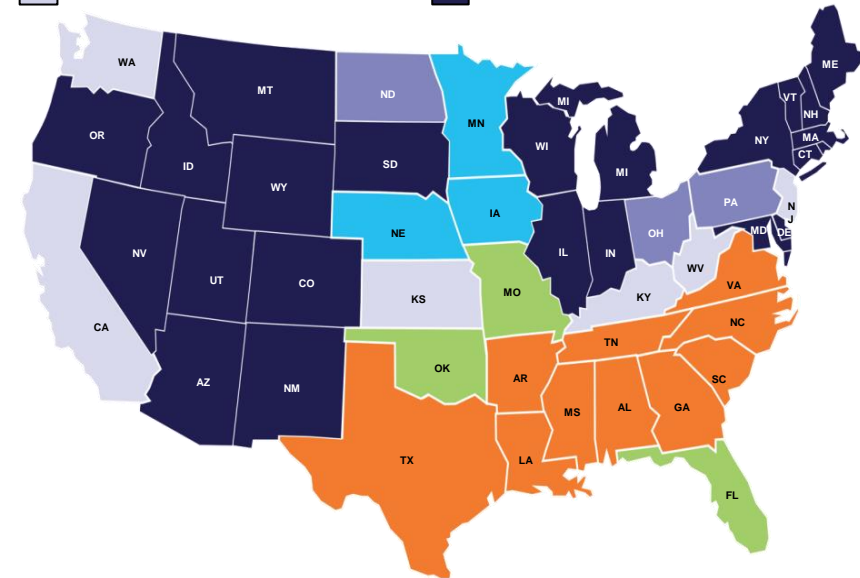 ME
WA
MT
ND
VT
MI
NH
MN
OR
NY
MA
WI
CT
ID
SD
MI
WY
PA
N
J
IA
MD
DE
NE
OH
NV
IL
IN
WV
UT
CO
VA
MO
KS
KY
CA
NC
TN
OK
AR
SC
AZ
NM
GA
AL
MS
TX
LA
FL